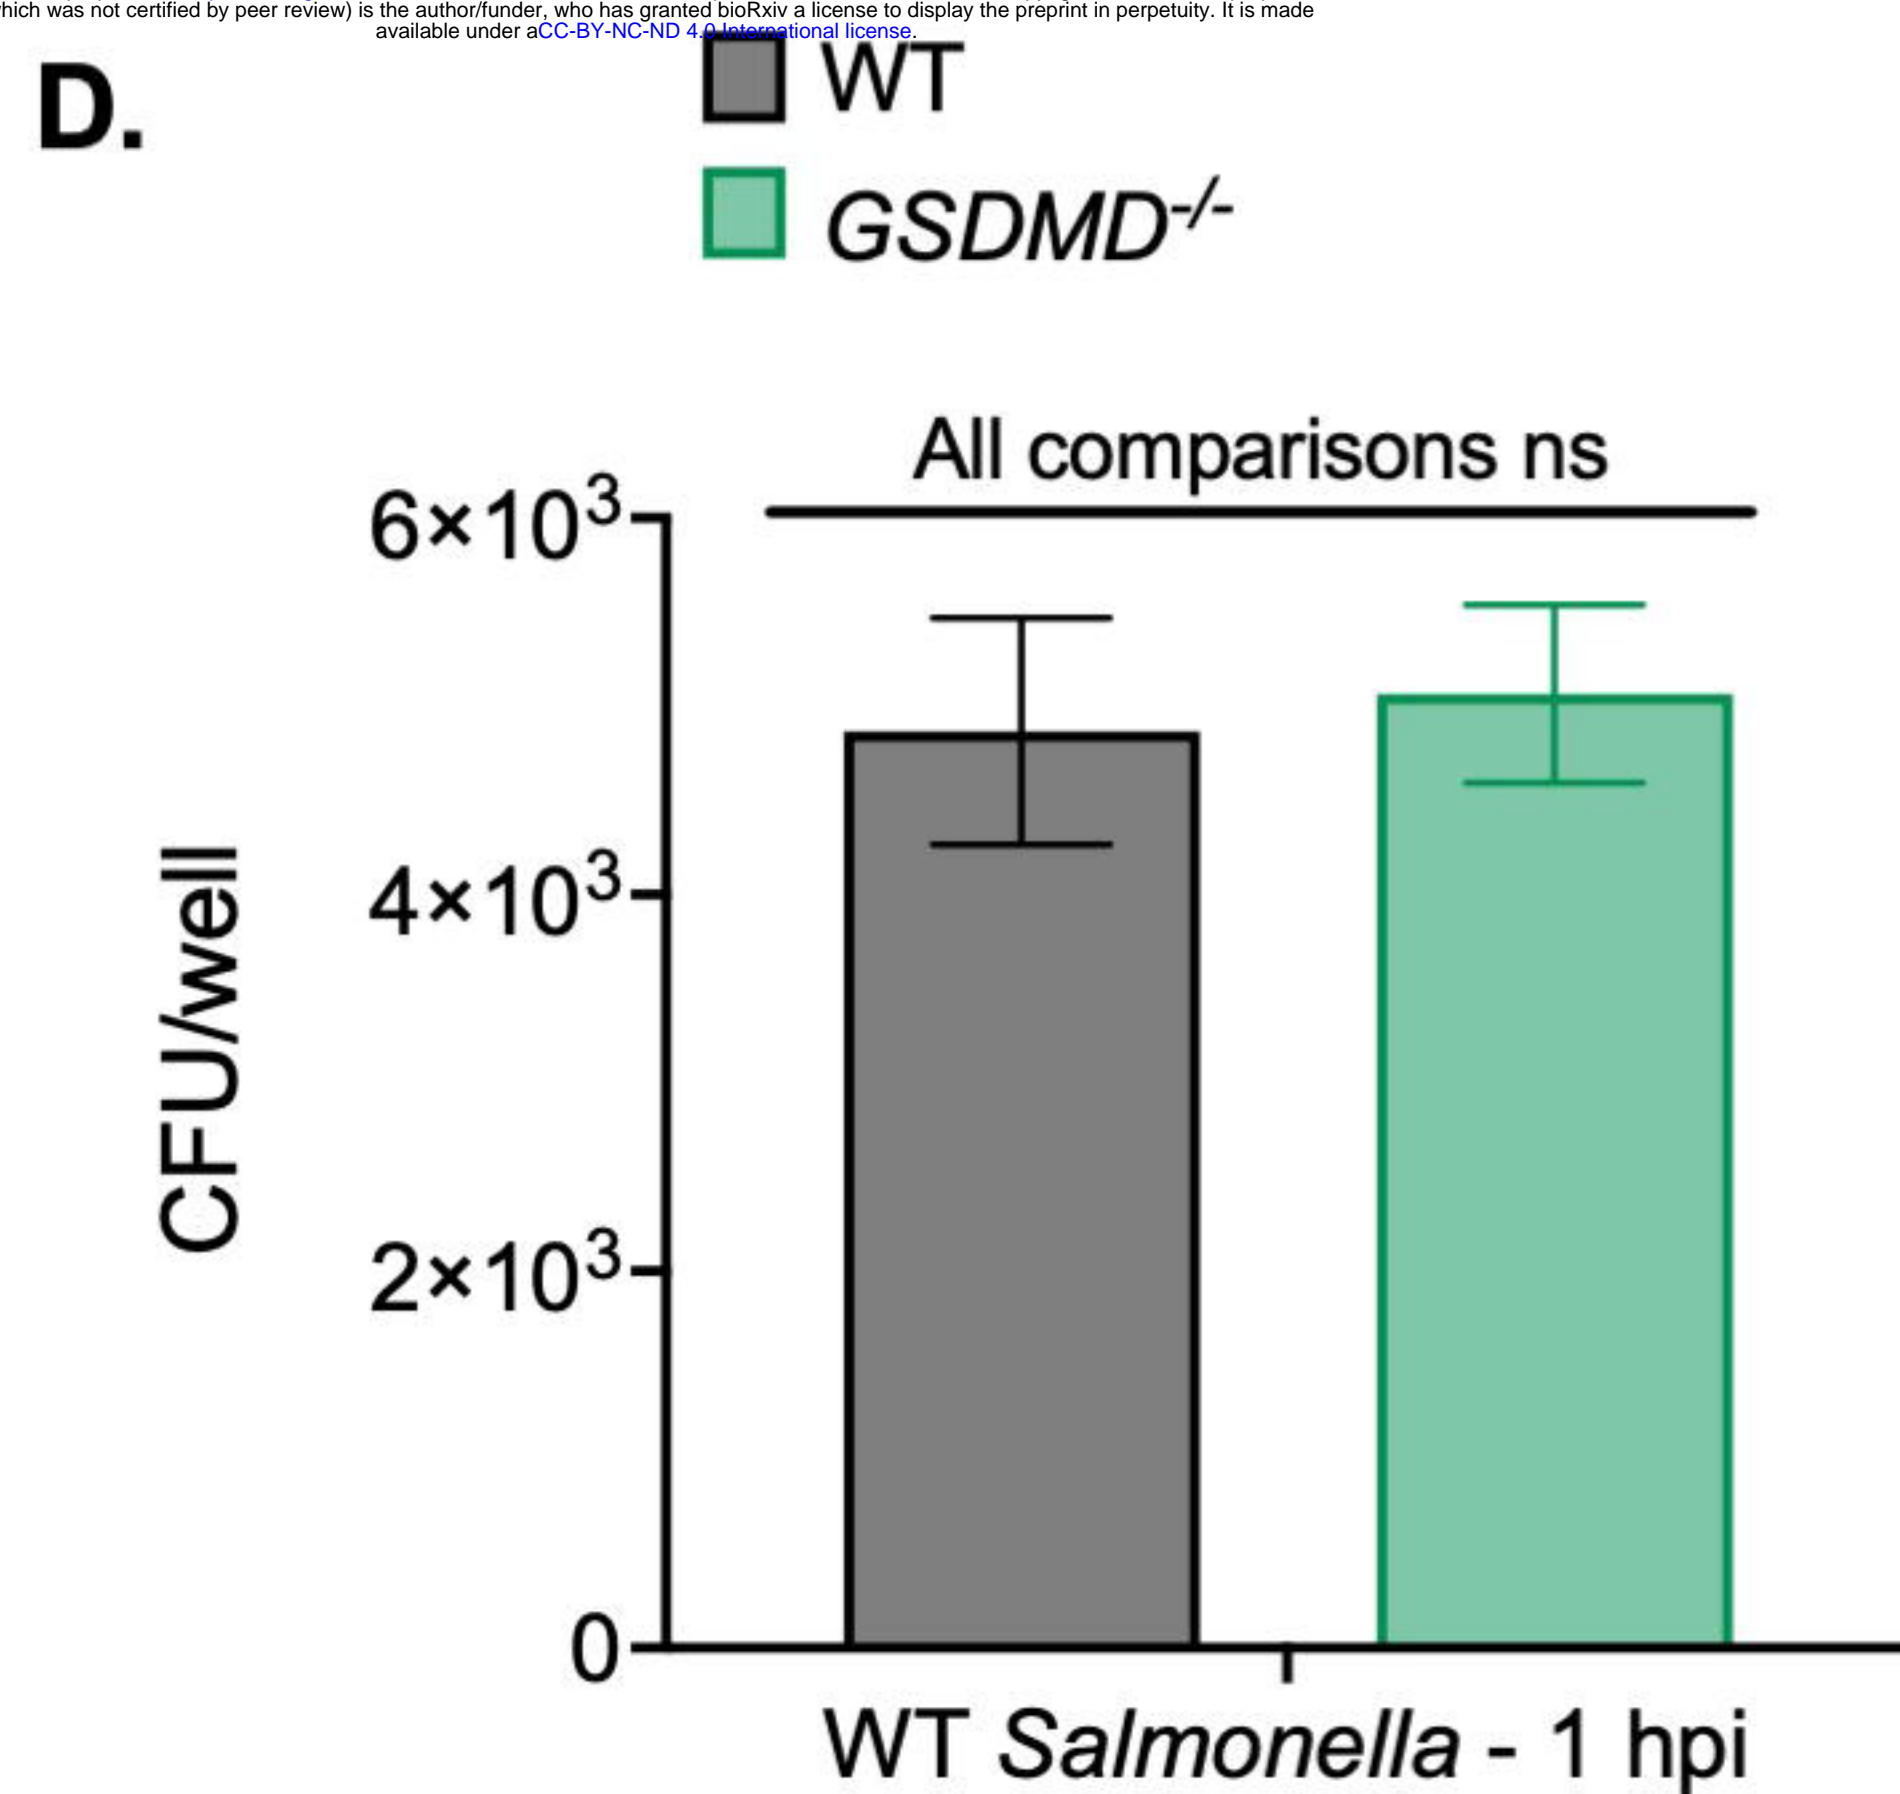 which was not certified by peer review) is the author/funder, who has granted bioRxiv a license to display the preprint in perpetuity. It is made
available under aCC-BY-NC-ND 4.0 International license.
D.
WT
GSDMD-/-
All comparisons ns
6×10³
4×10³
2×10³
0
CFU/well
WT Salmonella - 1 hpi